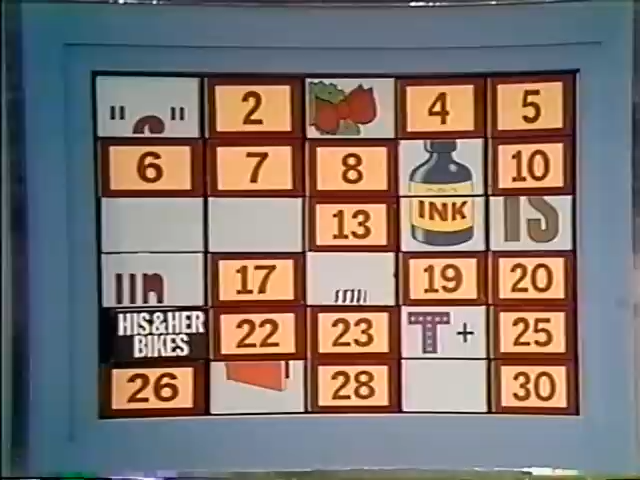 " "
2 4 5
6 7 8 10
INK
13 IS
17 19 20
HIS&HER
BIKES
22 23 T + 25
26 28 30